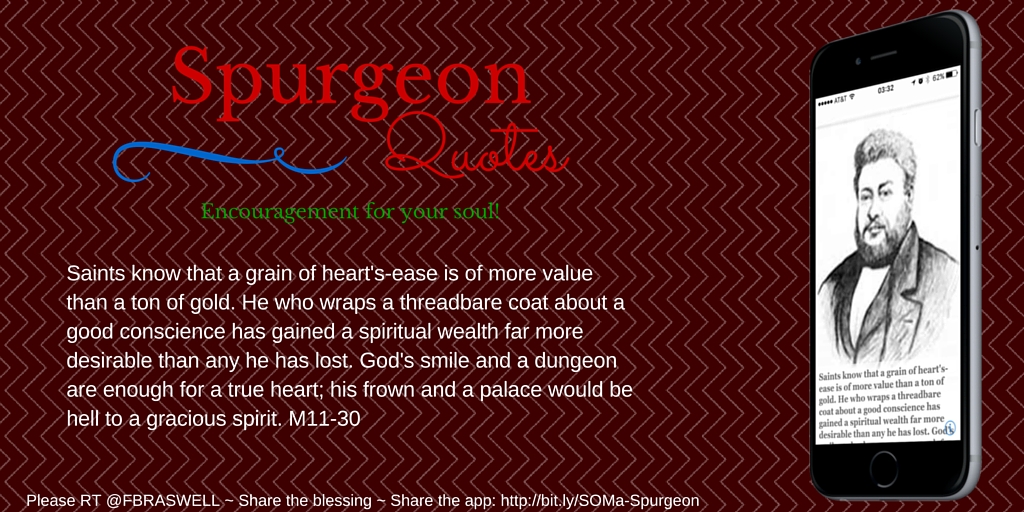 Spurgeon
Quotes
Encouragement for your soul!
Saints know that a grain of heart's-ease is of more value
than a ton of gold. He who wraps a threadbare coat about a
good conscience has gained a spiritual wealth far more
desirable than any he has lost. God's smile and a dungeon
are enough for a true heart; his frown and a palace would be
hell to a gracious spirit. M11-30
Please RT @FBRASWELL ~ Share the blessing ~ Share the app: http://bit.ly/SOMa-Spurgeon
AT&T 03:32 62%
Saints know that a grain of heart's-
ease is of more value than a ton of
gold. He who wraps a threadbare
coat about a good conscience has
gained a spiritual wealth far more
desirable than any he has lost. God's